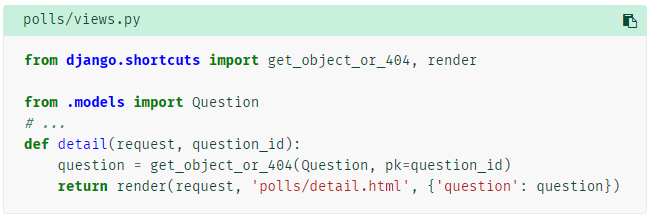 polls/views.py
from django.shortcuts import get_object_or_404, render
from .models import Question
# ...
def detail(request, question_id):
    question = get_object_or_404(Question, pk=question_id)
    return render(request, 'polls/detail.html', {'question': question})